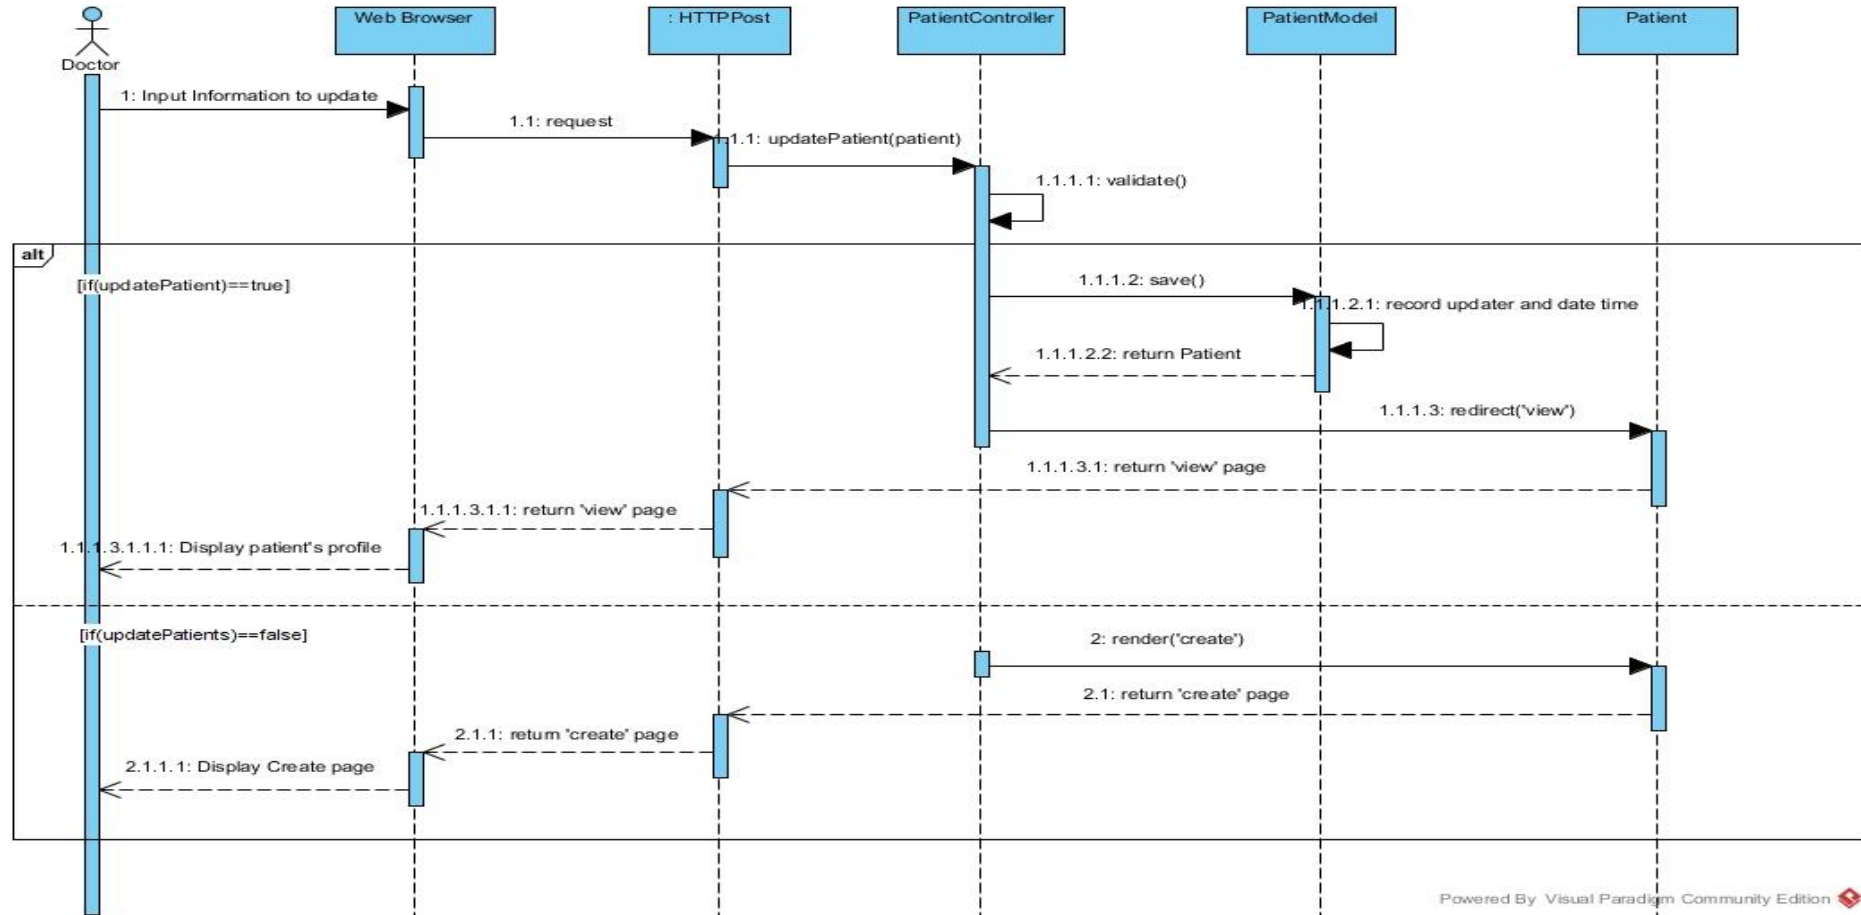 Web Browser
: HTTPPost
PatientController
PatientModel
Patient
Doctor
1: Input Information to update
1.1: request
1.1.1: updatePatient(patient)
1.1.1.1: validate()
alt
[if(updatePatient)==true]
1.1.1.2: save()
1.1.1.2.1: record updater and date time
1.1.1.2.2: return Patient
1.1.1.3: redirect('view')
1.1.1.3.1: return 'view' page
1.1.1.3.1.1: return 'view' page
1.1.1.3.1.1.1: Display patient's profile
[if(updatePatients)==false]
2: render('create')
2.1: return 'create' page
2.1.1: return 'create' page
2.1.1.1: Display Create page
Powered By Visual Paradigm Community Edition